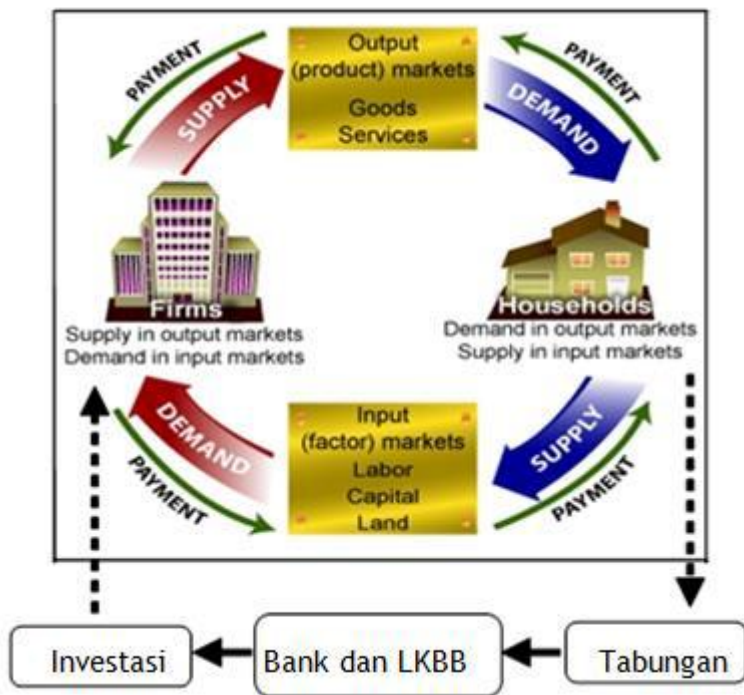 PAYMENT
SUPPLY
Output
(product) markets
Goods
Services
PAYMENT
DEMAND
Firms
Supply in output markets
Demand in input markets
Households
Demand in output markets
Supply in input markets
DEMAND
PAYMENT
Input
(factor) markets
Labor
Capital
Land
SUPPLY
PAYMENT
Investasi
Bank dan LKBB
Tabungan